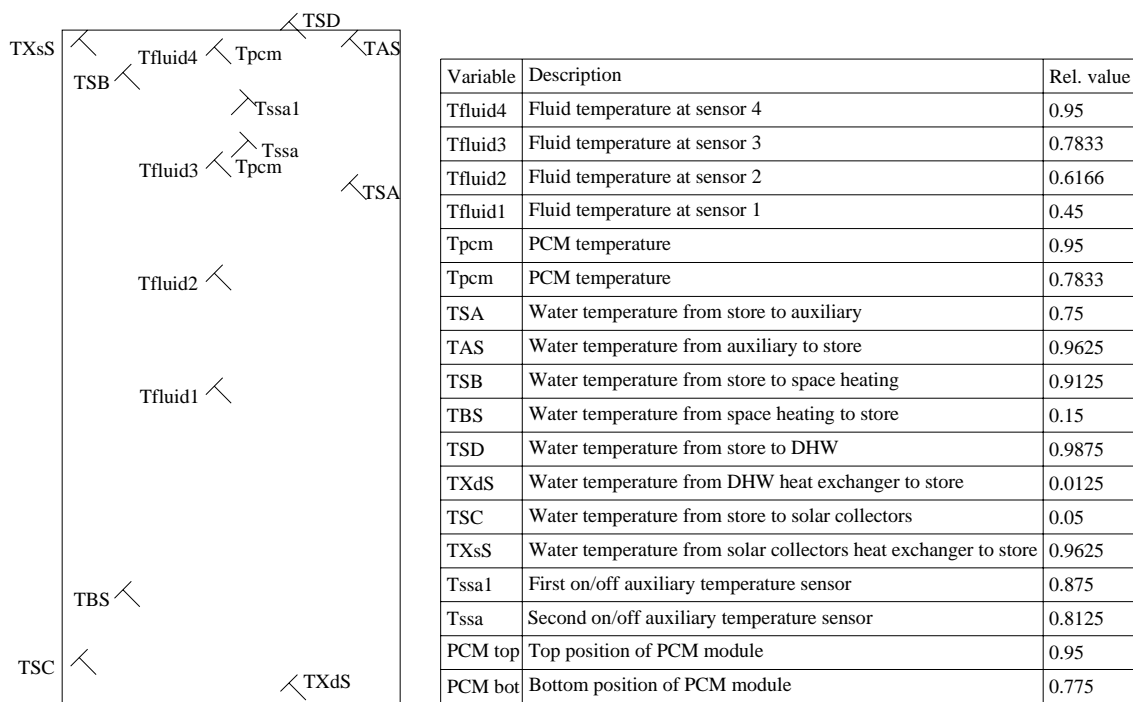 TSD
TXsS
TAS
Tfluid4
Tpcm
TSB
Tssa1
Tssa
Tfluid3
Tpcm
TSA
Tfluid2
Tfluid1
TBS
TSC
TXdS
Variable Description Rel. value
Tfluid4 Fluid temperature at sensor 4 0.95
Tfluid3 Fluid temperature at sensor 3 0.7833
Tfluid2 Fluid temperature at sensor 2 0.6166
Tfluid1 Fluid temperature at sensor 1 0.45
Tpcm PCM temperature 0.95
Tpcm PCM temperature 0.7833
TSA Water temperature from store to auxiliary 0.75
TAS Water temperature from auxiliary to store 0.9625
TSB Water temperature from store to space heating 0.9125
TBS Water temperature from space heating to store 0.15
TSD Water temperature from store to DHW 0.9875
TXdS Water temperature from DHW heat exchanger to store 0.0125
TSC Water temperature from store to solar collectors 0.05
TXsS Water temperature from solar collectors heat exchanger to store 0.9625
Tssa1 First on/off auxiliary temperature sensor 0.875
Tssa Second on/off auxiliary temperature sensor 0.8125
PCM top Top position of PCM module 0.95
PCM bot Bottom position of PCM module 0.775